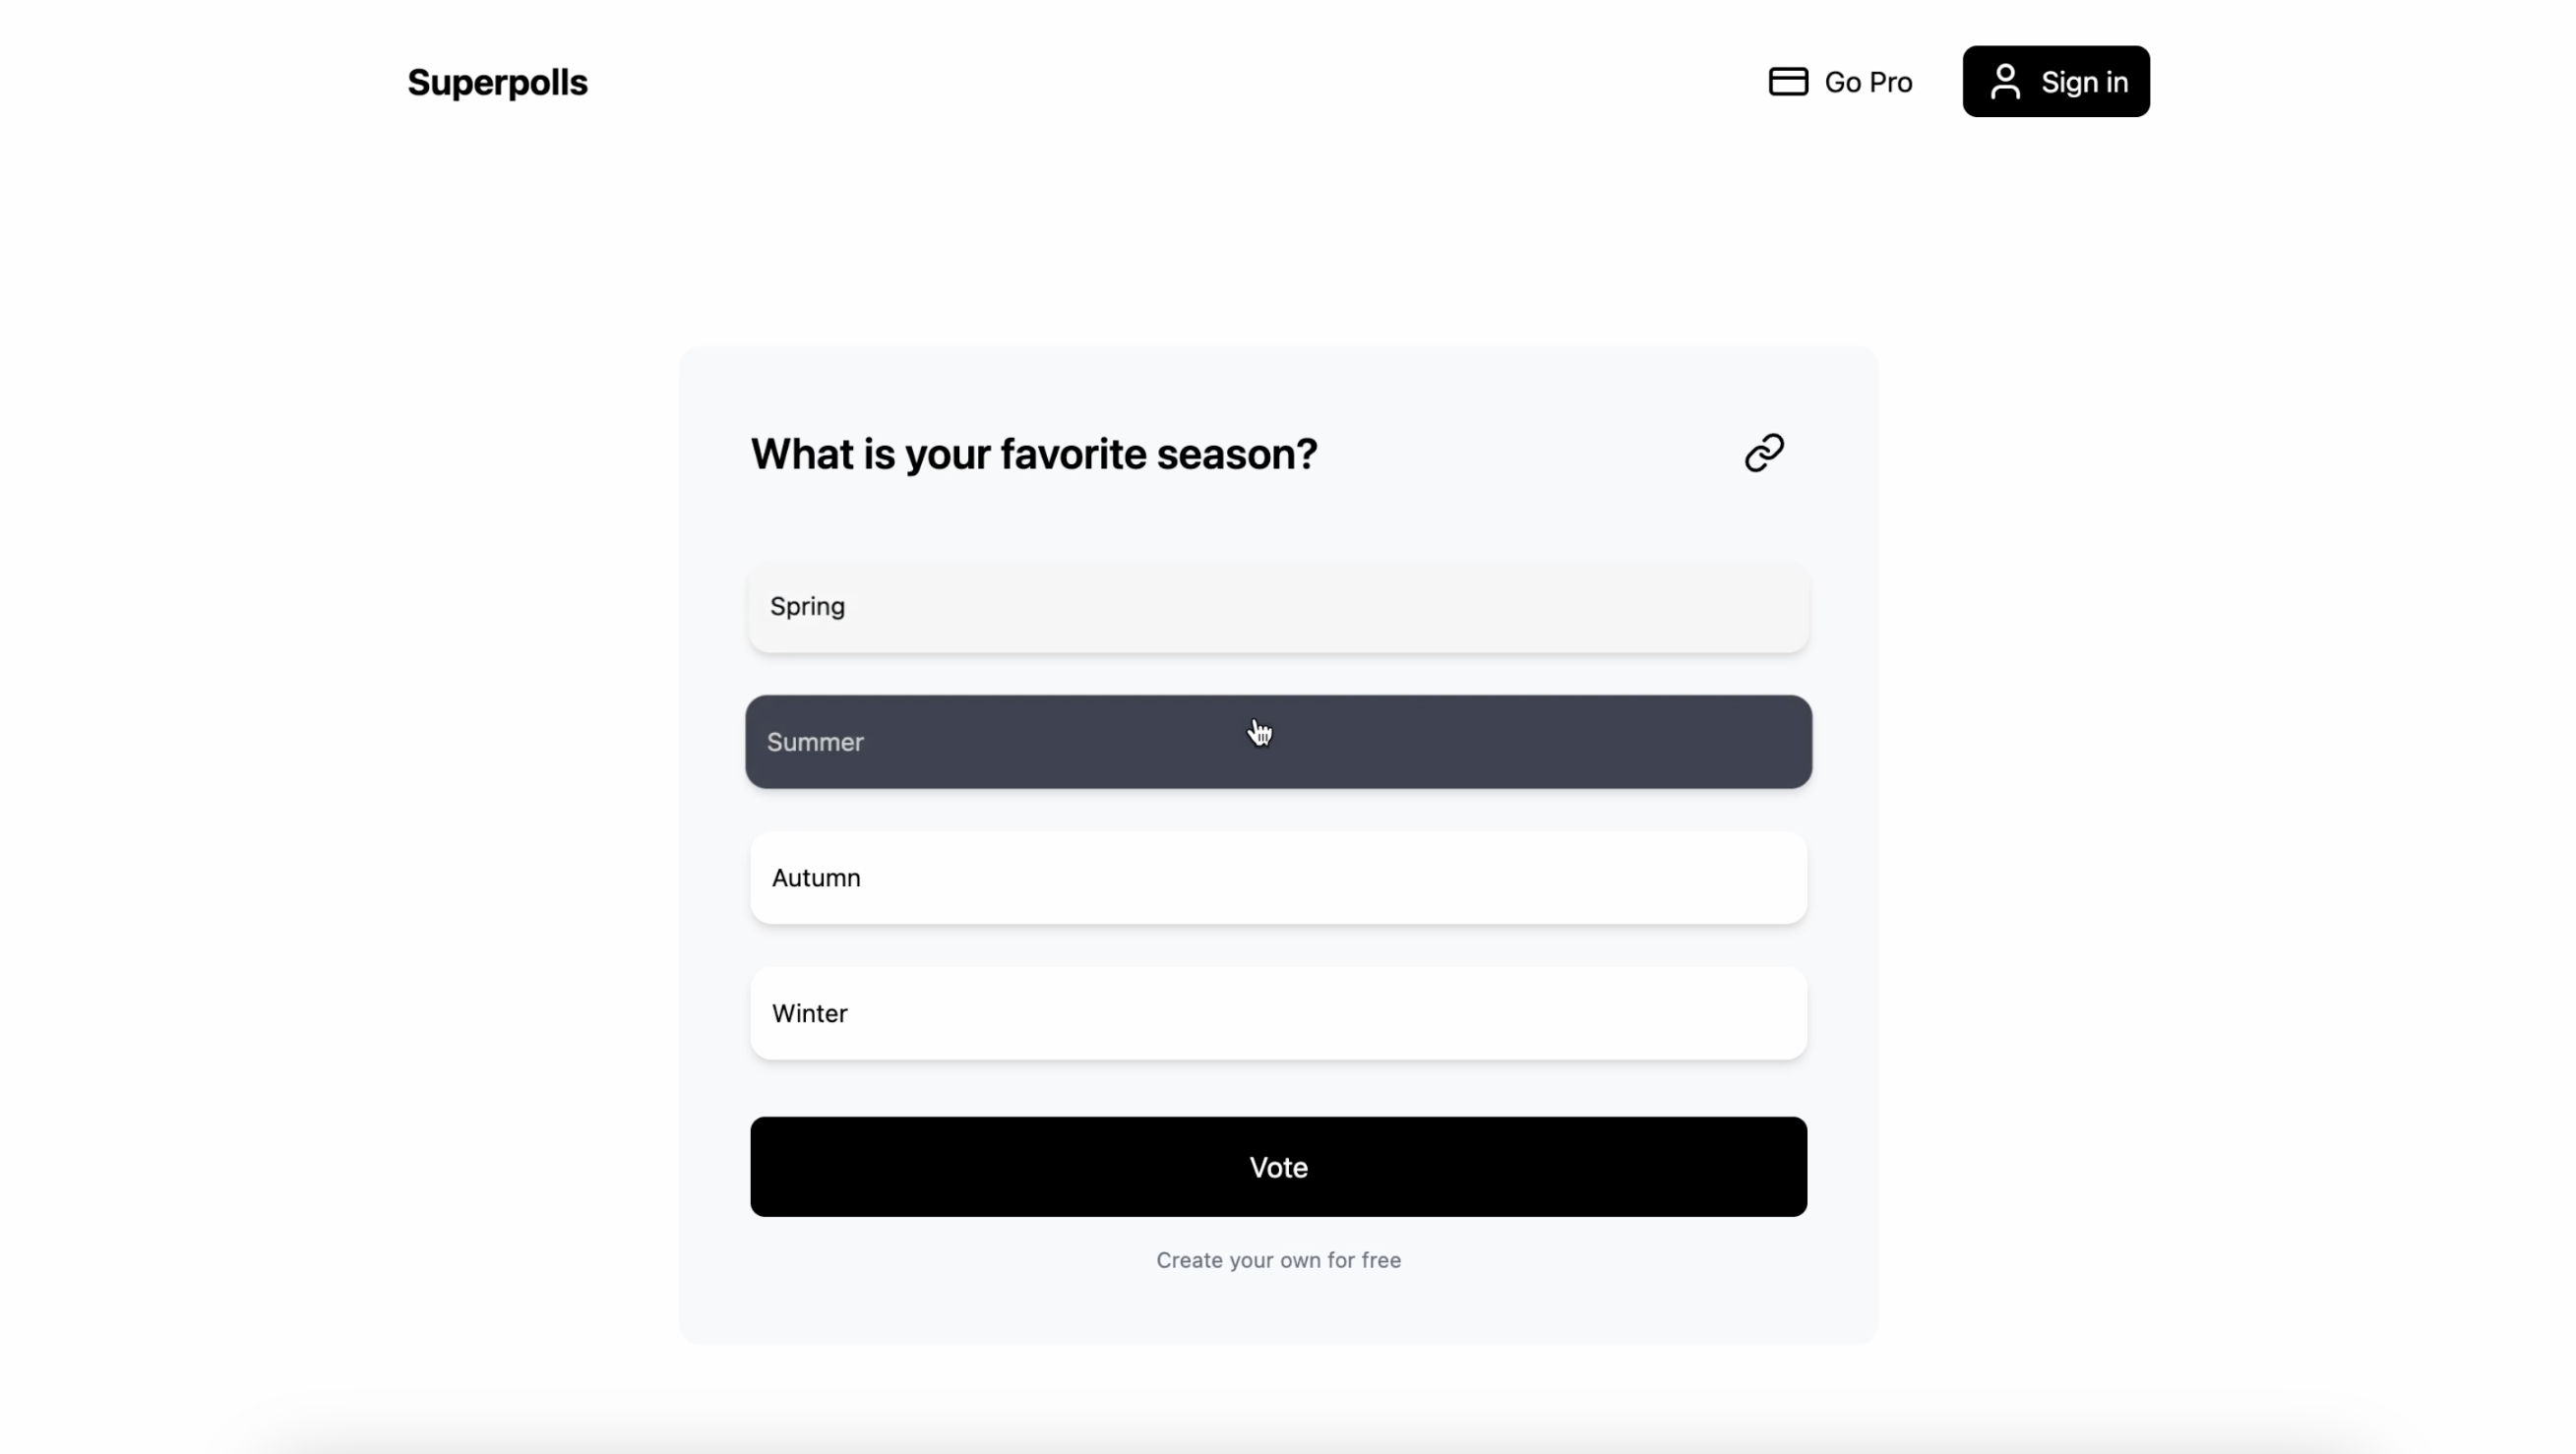 Superpolls
Go Pro
Sign in
What is your favorite season?
Spring
Summer
Autumn
Winter
Vote
Create your own for free